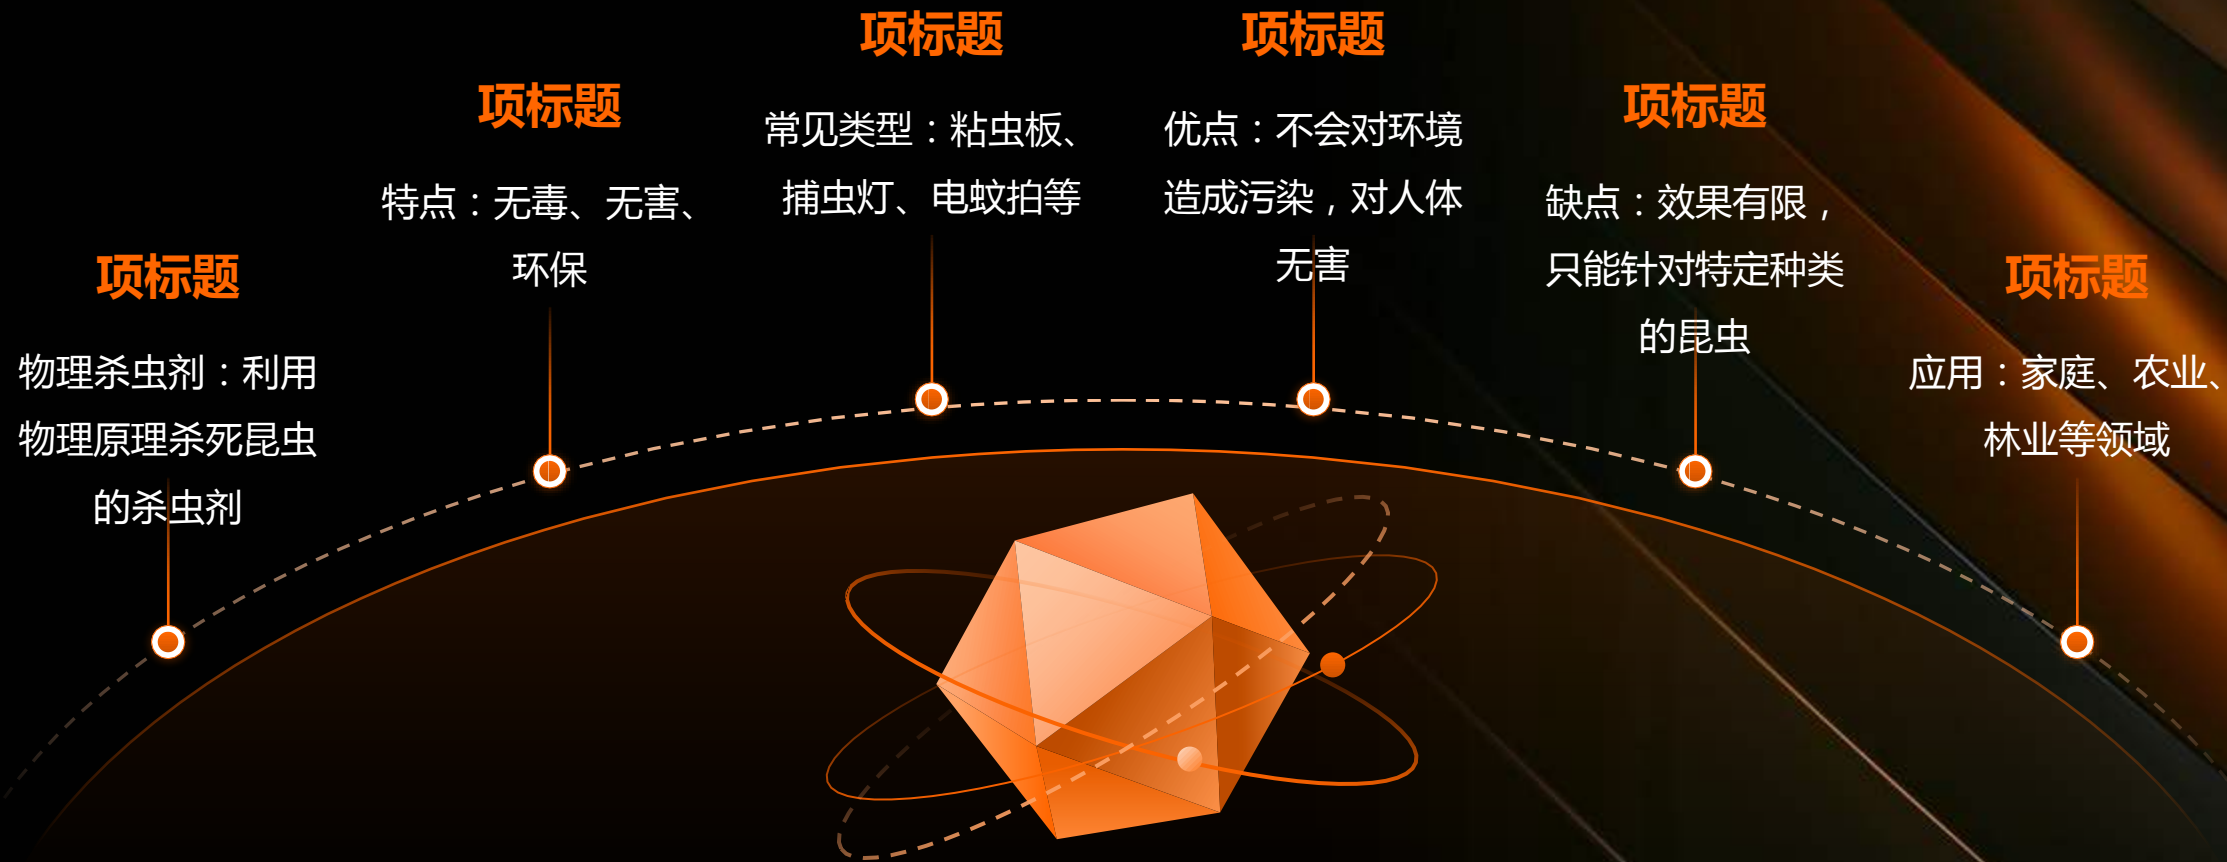 项标题
物理杀虫剂：利用
物理原理杀死昆虫
的杀虫剂
项标题
特点：无毒、无害、
环保
项标题
常见类型：粘虫板、
捕虫灯、电蚊拍等
项标题
优点：不会对环境
造成污染，对人体
无害
项标题
缺点：效果有限，
只能针对特定种类
的昆虫
项标题
应用：家庭、农业、
林业等领域